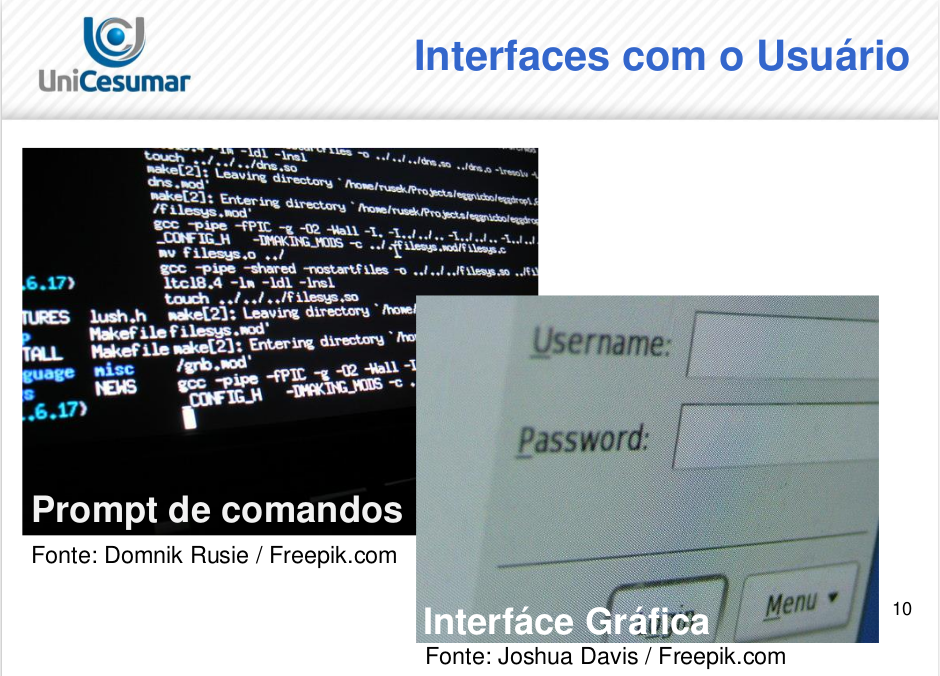 UniCesumar
Interfaces com o Usuário
touch ../../../dns.so
make[2]: Leaving directory `/home/rusek/Projects/eggnicbo/eggdrop1.6
dns.mod'
make[2]: Entering directory `/home/rusek/Projects/eggnicbo/eggdrop
/filesys.mod'
gcc -pipe -fPIC -g -O2 -Wall -I. -I../../.. -I../../.. -I../../
_CONFIG_H -DMAKING_MODS -c .././filesys.mod/filesys.c
mv filesys.o ../
gcc -pipe -shared -nostartfiles -o ../../../filesys.so ../fil
.6.17) ltcl8.4 -lm -ldl -lnsl
touch ../../../filesys.so
TURES lush.h make[2]: Leaving directory `/home/
Makefile filesys.mod'
TALL Makefile make[2]: Entering directory `/ho
guage misc /gnb.mod'
s NEWS gcc -pipe -fPIC -g -O2 -Wall -I
_CONFIG_H -DMAKING_MODS -c .
.6.17)
Prompt de comandos
Fonte: Domnik Rusie / Freepik.com
Username:
Password:
Login
Menu
Interfáce Gráfica
Fonte: Joshua Davis / Freepik.com
10